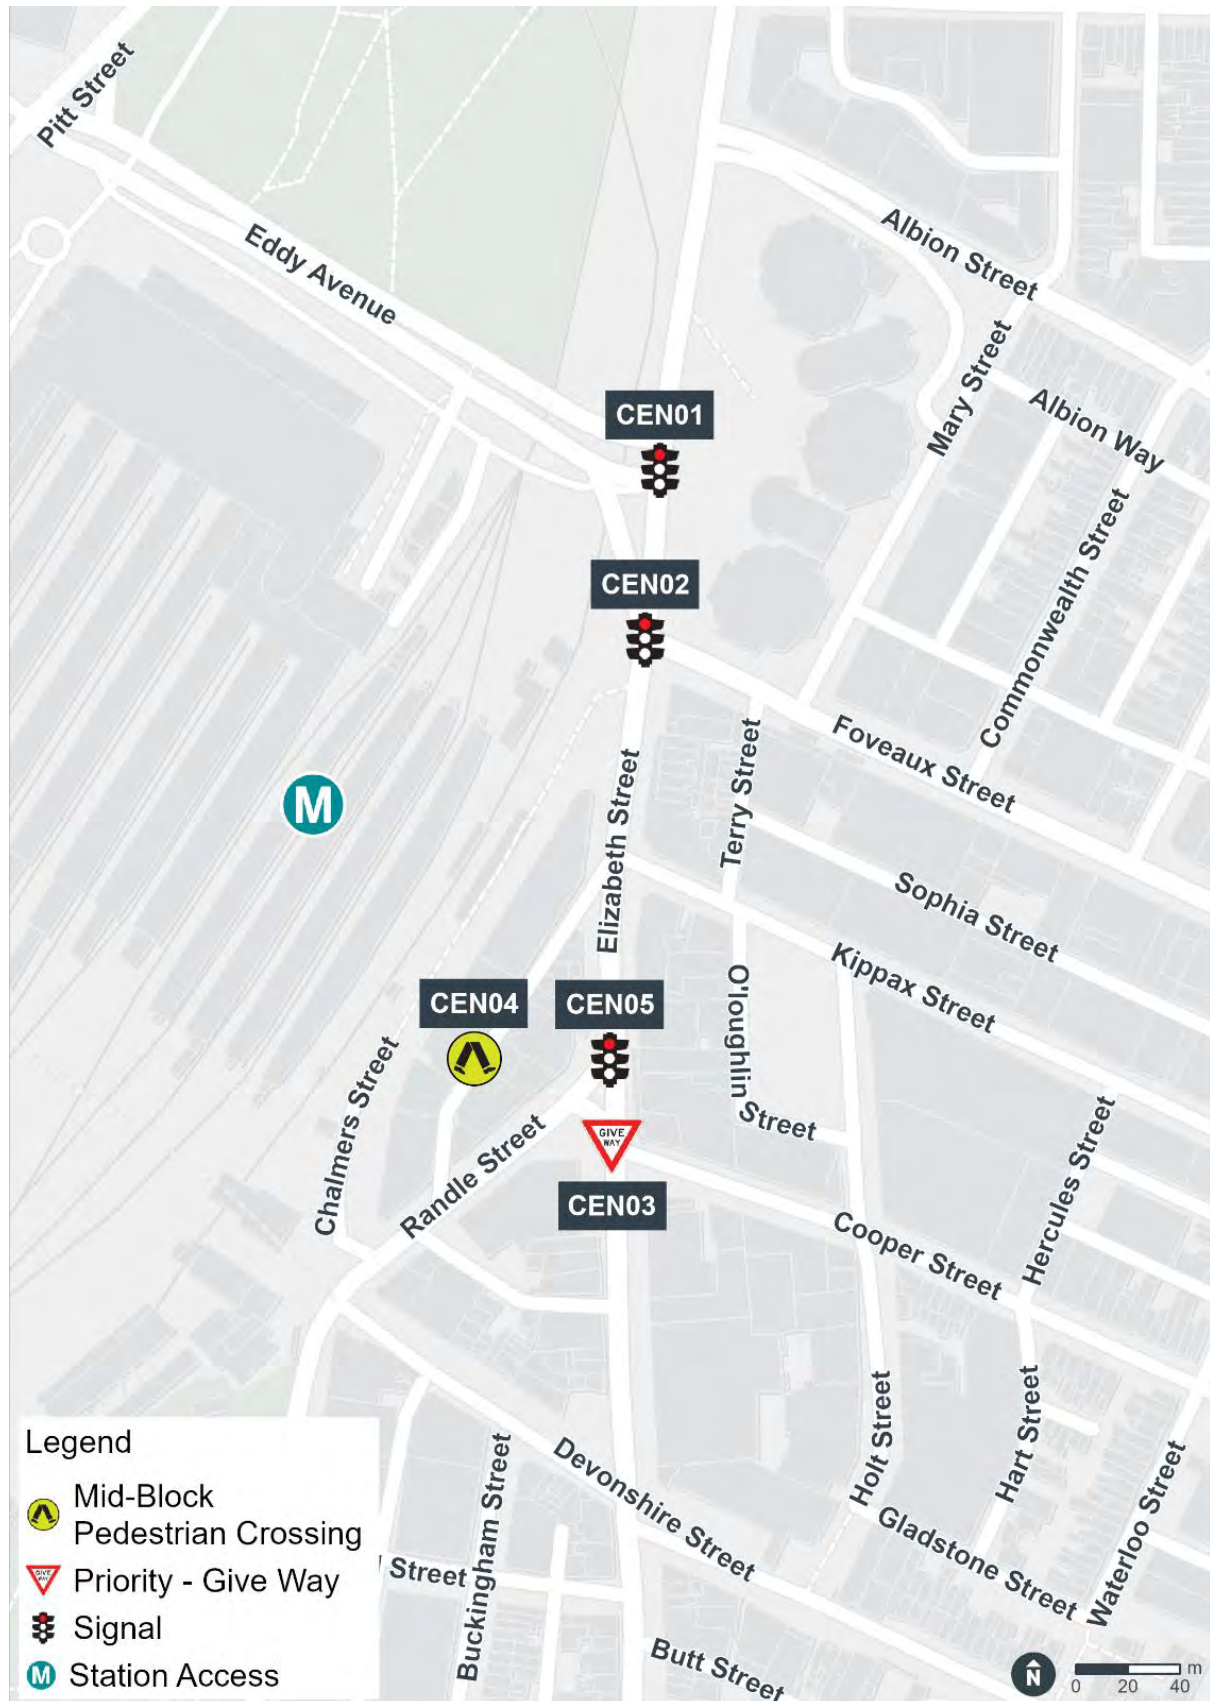 Pitt Street
Eddy Avenue
Albion Street
CEN01
Mary Street
Albion Way
CEN02
Commonwealth Street
Foveaux Street
Terry Street
Elizabeth Street
M
Sophia Street
Kippax Street
O'loughlin
Street
CEN04
CEN05
Chalmers Street
Randle Street
GIVE
WAY
CEN03
Hercules Street
Cooper Street
Holt Street
Hart Street
Devonshire Street
Gladstone Street
Waterloo Street
Buckingham Street
Street
Butt Street
Legend
Mid-Block
Pedestrian Crossing
GIVE
WAY
Priority - Give Way
Signal
M Station Access
N
m
0 20 40